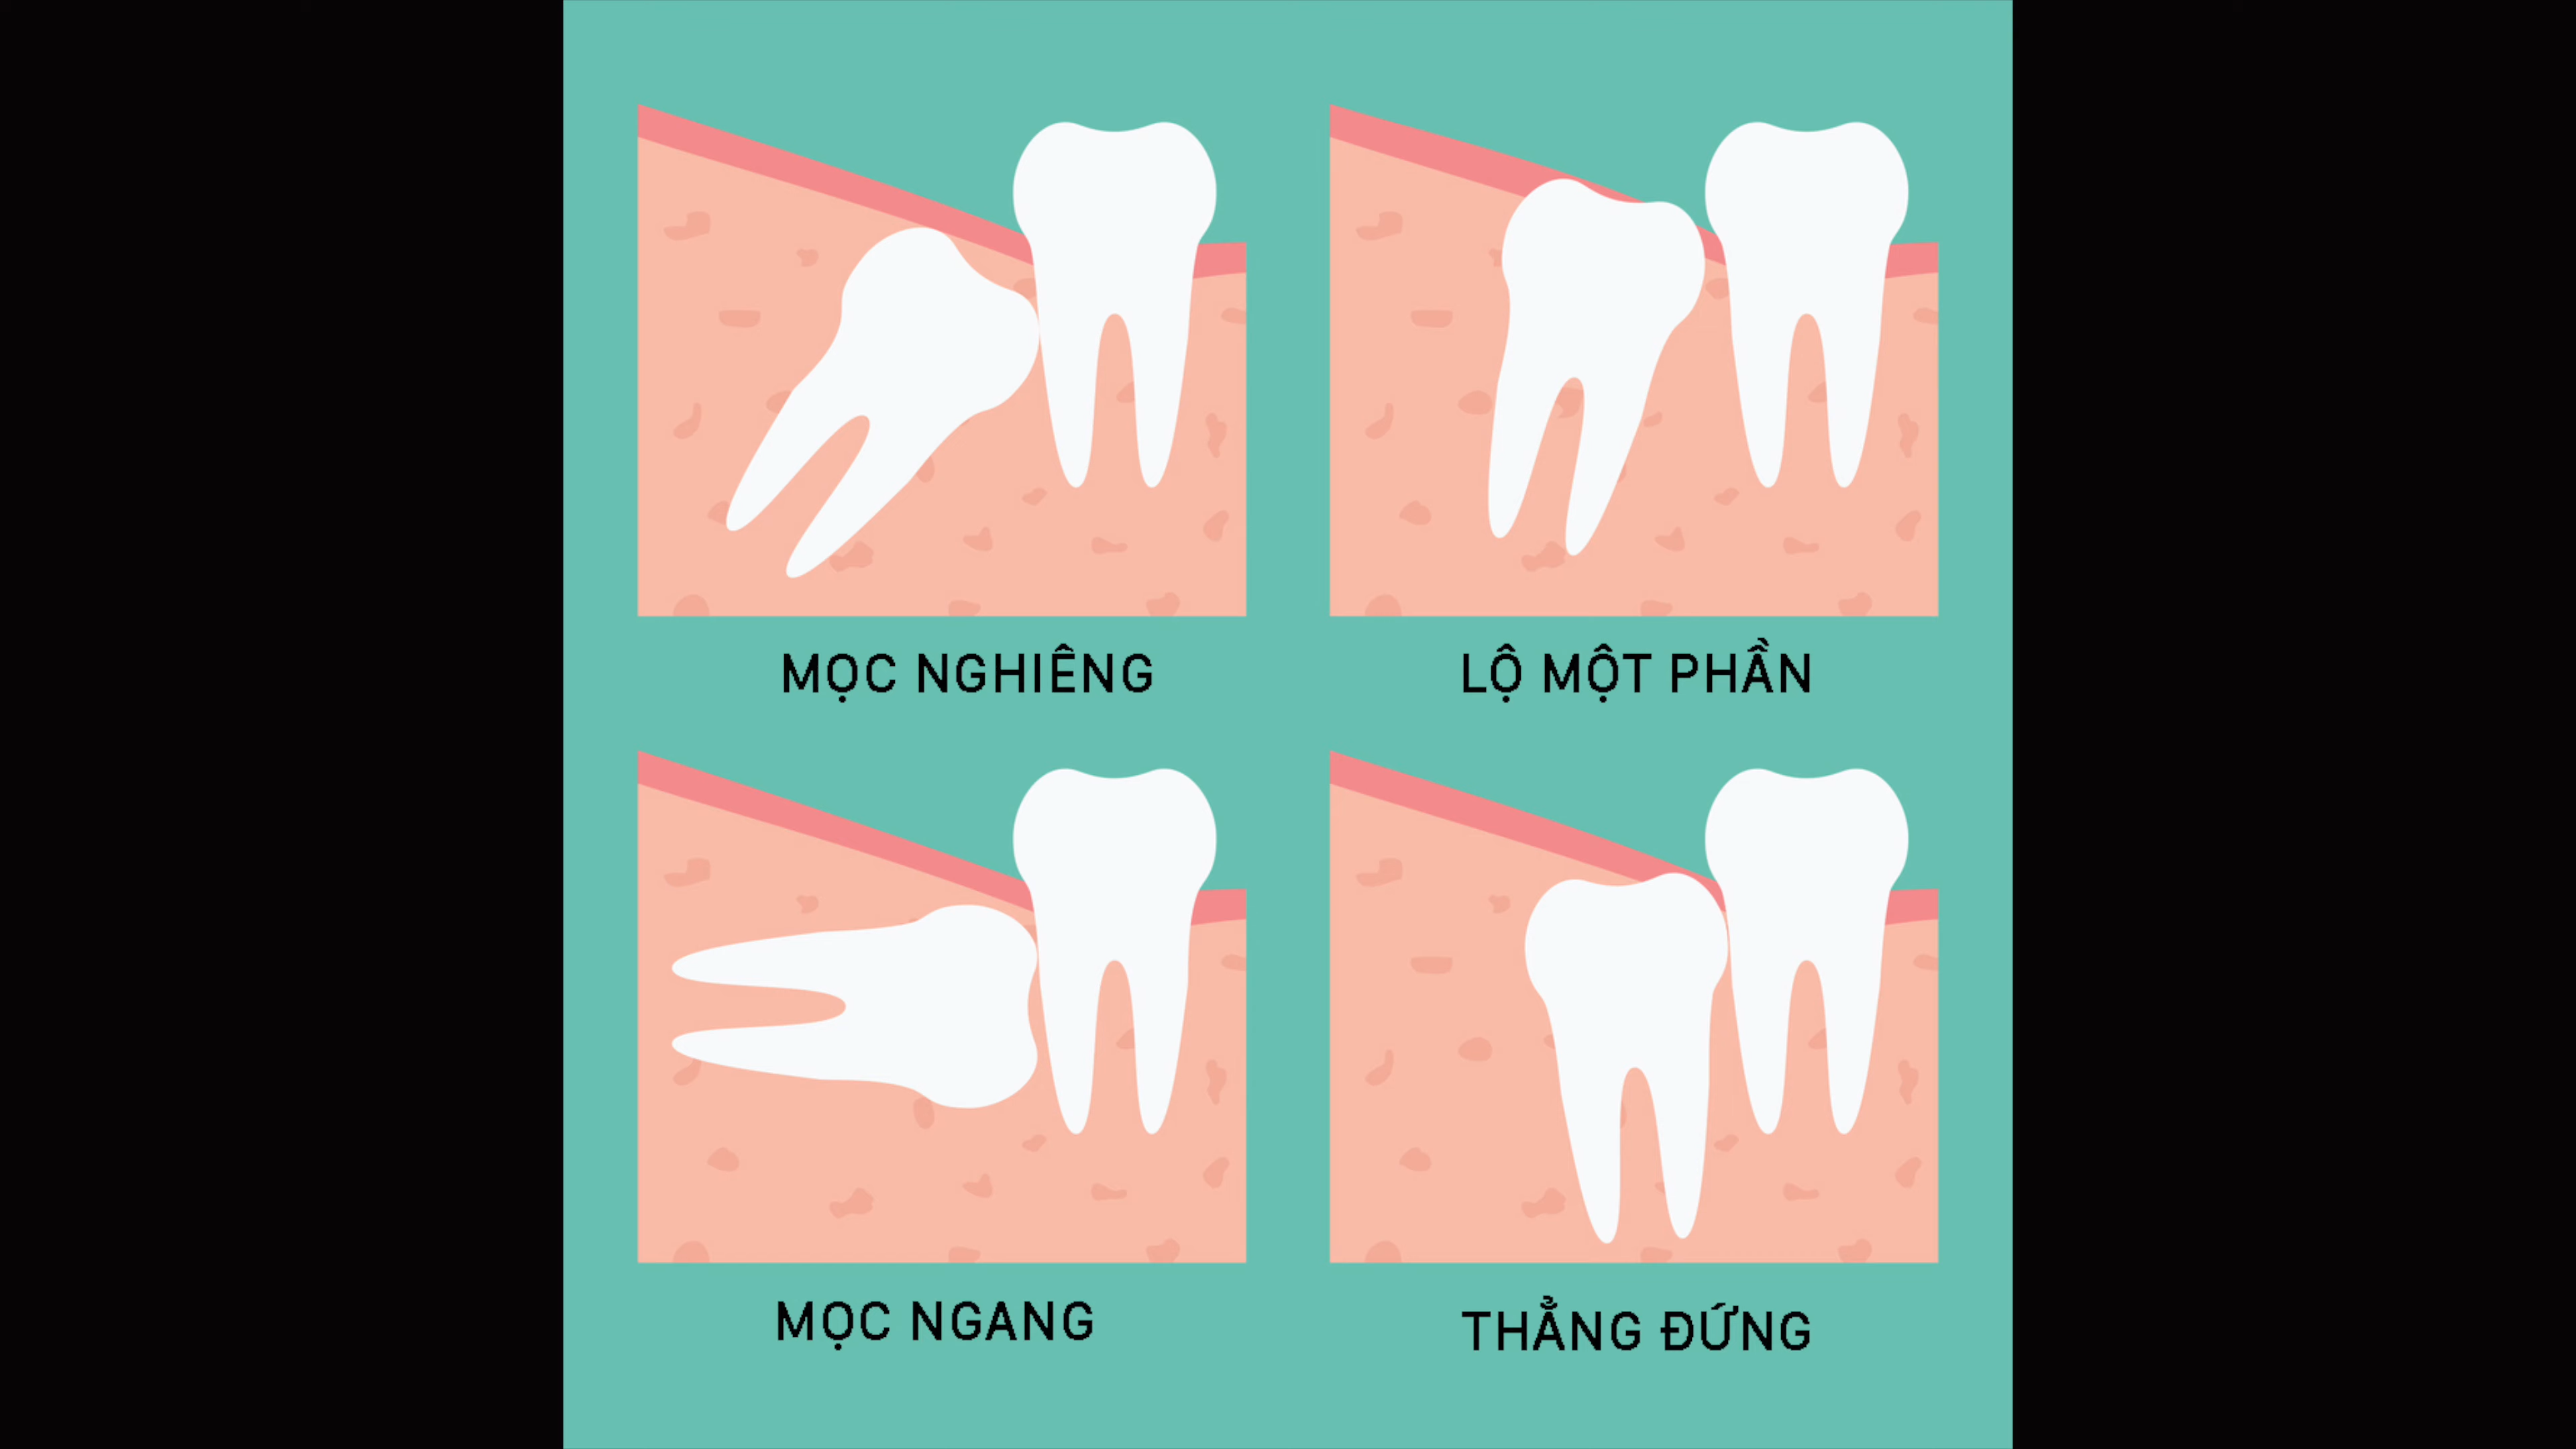 MỌC NGHIÊNG
LỘ MỘT PHẦN
MỌC NGANG
THẲNG ĐỨNG